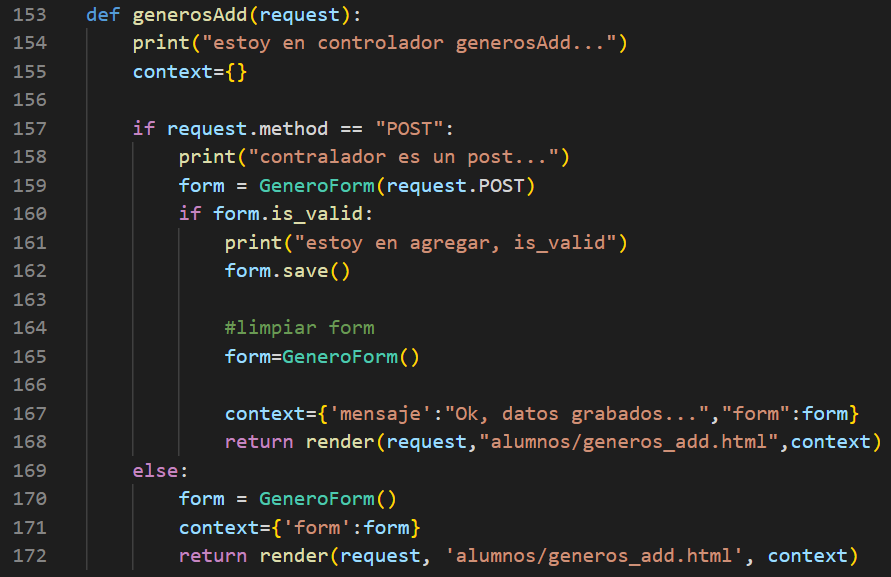 153 def generosAdd(request):
154     print("estoy en controlador generosAdd...")
155     context={}
156
157     if request.method == "POST":
158         print("contralador es un post...")
159         form = GeneroForm(request.POST)
160         if form.is_valid:
161             print("estoy en agregar, is_valid")
162             form.save()
163
164             #limpiar form
165             form=GeneroForm()
166
167             context={'mensaje':"Ok, datos grabados...","form":form}
168             return render(request,"alumnos/generos_add.html",context)
169     else:
170         form = GeneroForm()
171         context={'form':form}
172         return render(request, 'alumnos/generos_add.html', context)